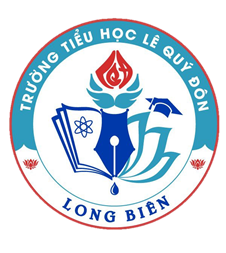 TRƯỜNG TIỂU HỌC LÊ QUÝ ĐÔN
LONG BIÊN